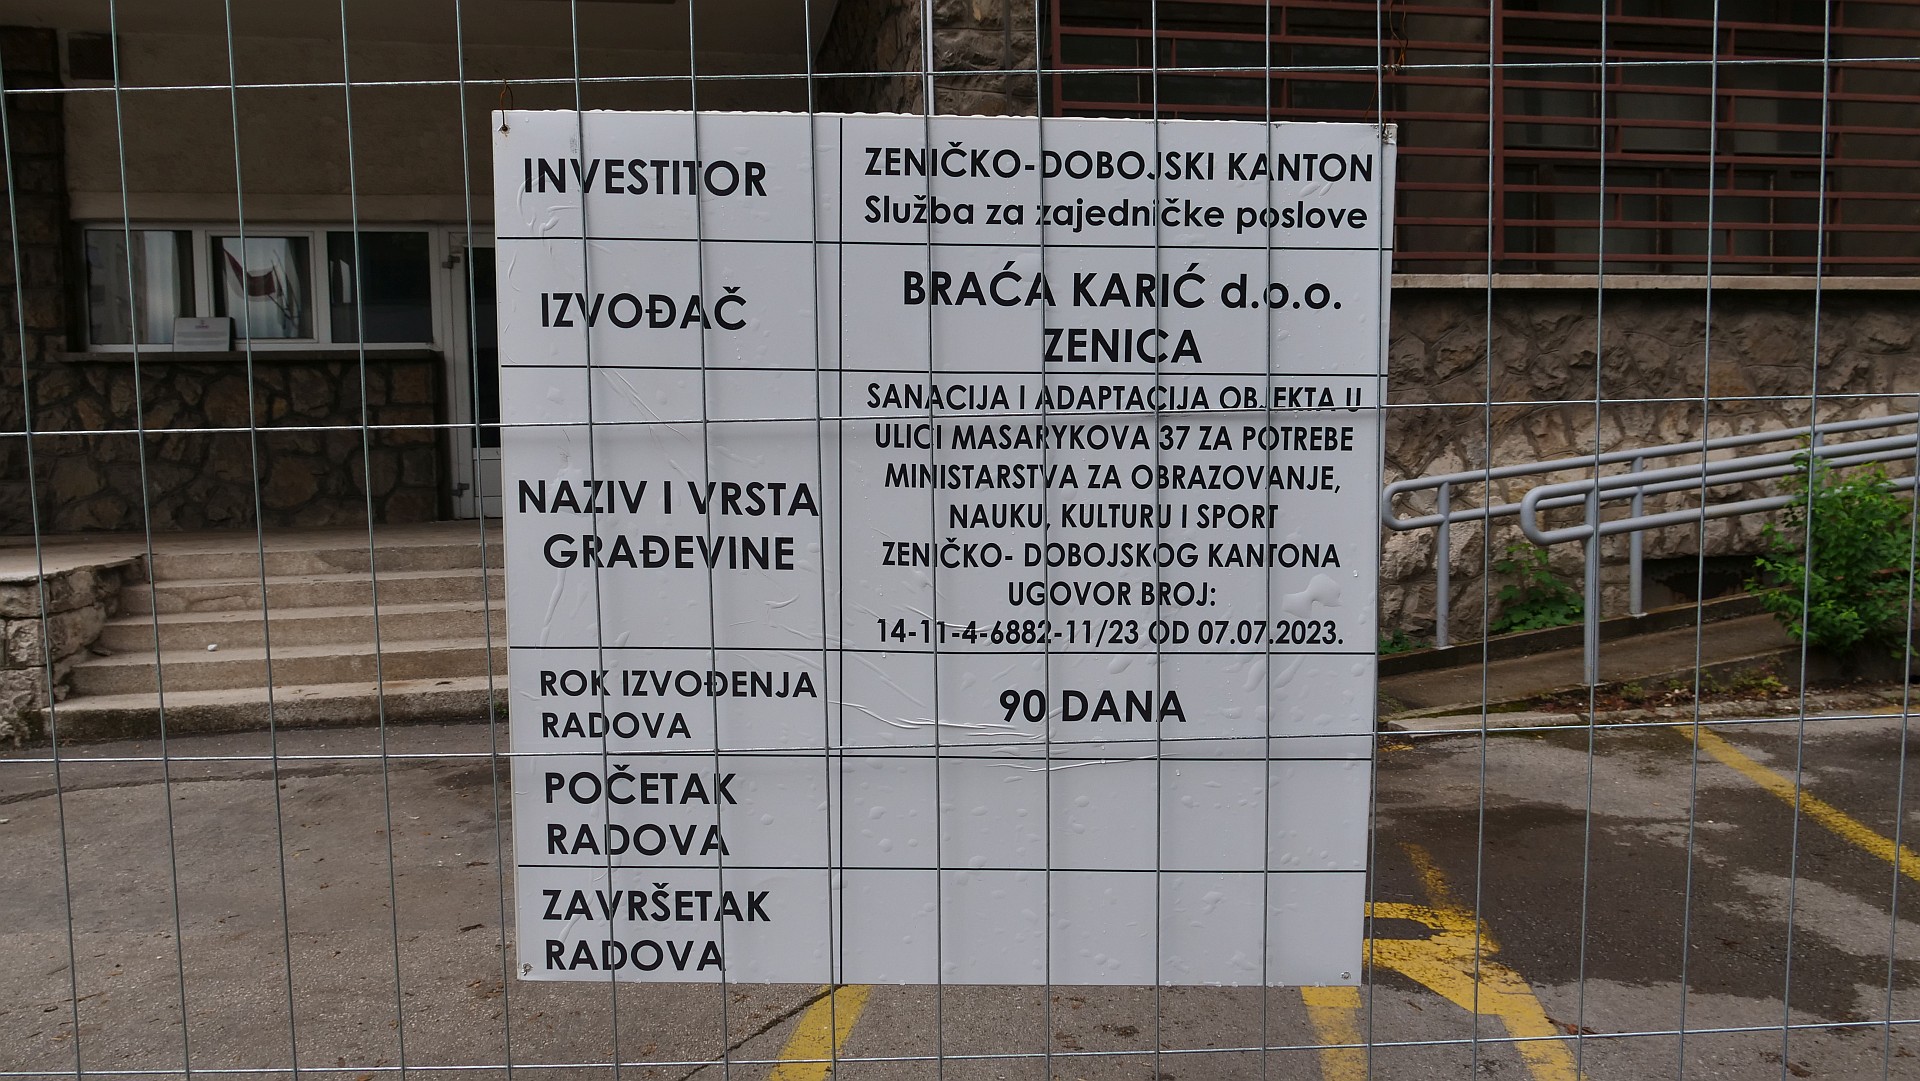 INVESTITOR
ZENIČKO-DOBOJSKI KANTON
Služba za zajedničke poslove
IZVOĐAČ
BRAĆA KARIĆ d.o.o.
ZENICA
NAZIV I VRSTA
GRAĐEVINE
SANACIJA I ADAPTACIJA OBJEKTA U
ULICI MASARYKOVA 37 ZA POTREBE
MINISTARSTVA ZA OBRAZOVANJE,
NAUKU, KULTURU I SPORT
ZENIČKO- DOBOJSKOG KANTONA
UGOVOR BROJ:
14-11-4-6882-11/23 OD 07.07.2023.
ROK IZVOĐENJA
RADOVA
90 DANA
POČETAK
RADOVA
ZAVRŠETAK
RADOVA